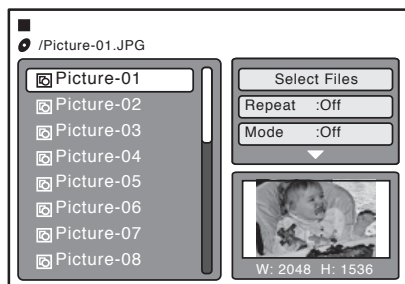 /Picture-01.JPG
Picture-01
Picture-02
Picture-03
Picture-04
Picture-05
Picture-06
Picture-07
Picture-08
Select Files
Repeat :Off
Mode :Off
W: 2048 H: 1536